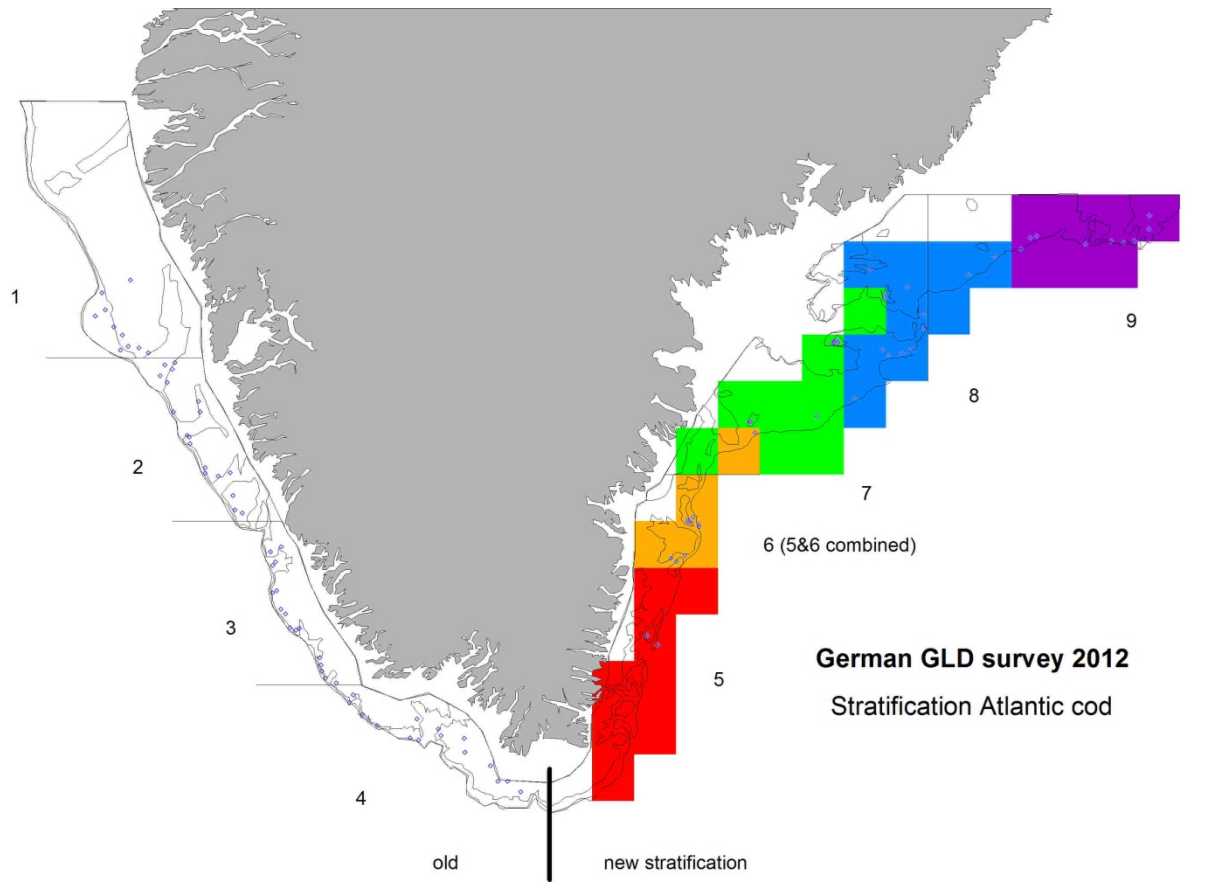 1
9
8
2
7
6 (5&6 combined)
3
German GLD survey 2012
5
Stratification Atlantic cod
4
old
new stratification